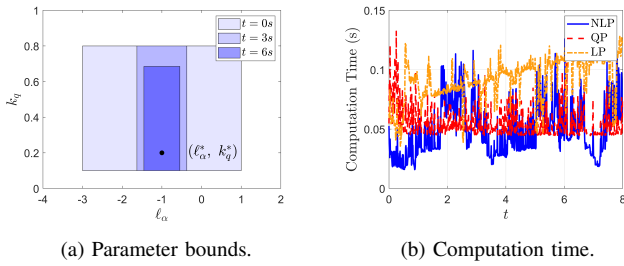 1
0.8
0.6
0.4
0.2
0
k_q
t = 0s
t = 3s
t = 6s
(ℓ*_α, k*_q)
-4 -3 -2 -1 0 1 2
ℓ_α
(a) Parameter bounds.
0.15
0.1
0.05
0
Computation Time (s)
NLP
QP
LP
0 2 4 6 8
t
(b) Computation time.